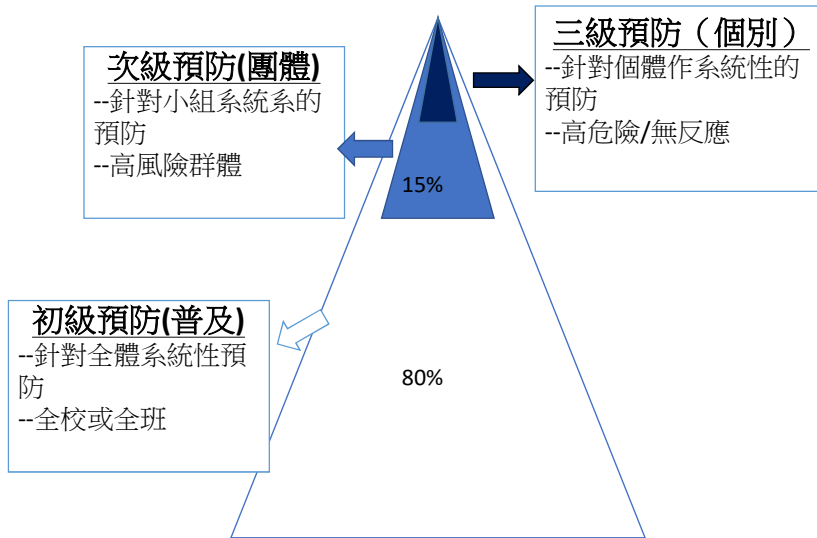 次級預防(團體)
--針對小組系統系的
預防
--高風險群體
三級預防（個別）
--針對個體作系統性的
預防
--高危險/無反應
15%
初級預防(普及)
--針對全體系統性預
防
--全校或全班
80%